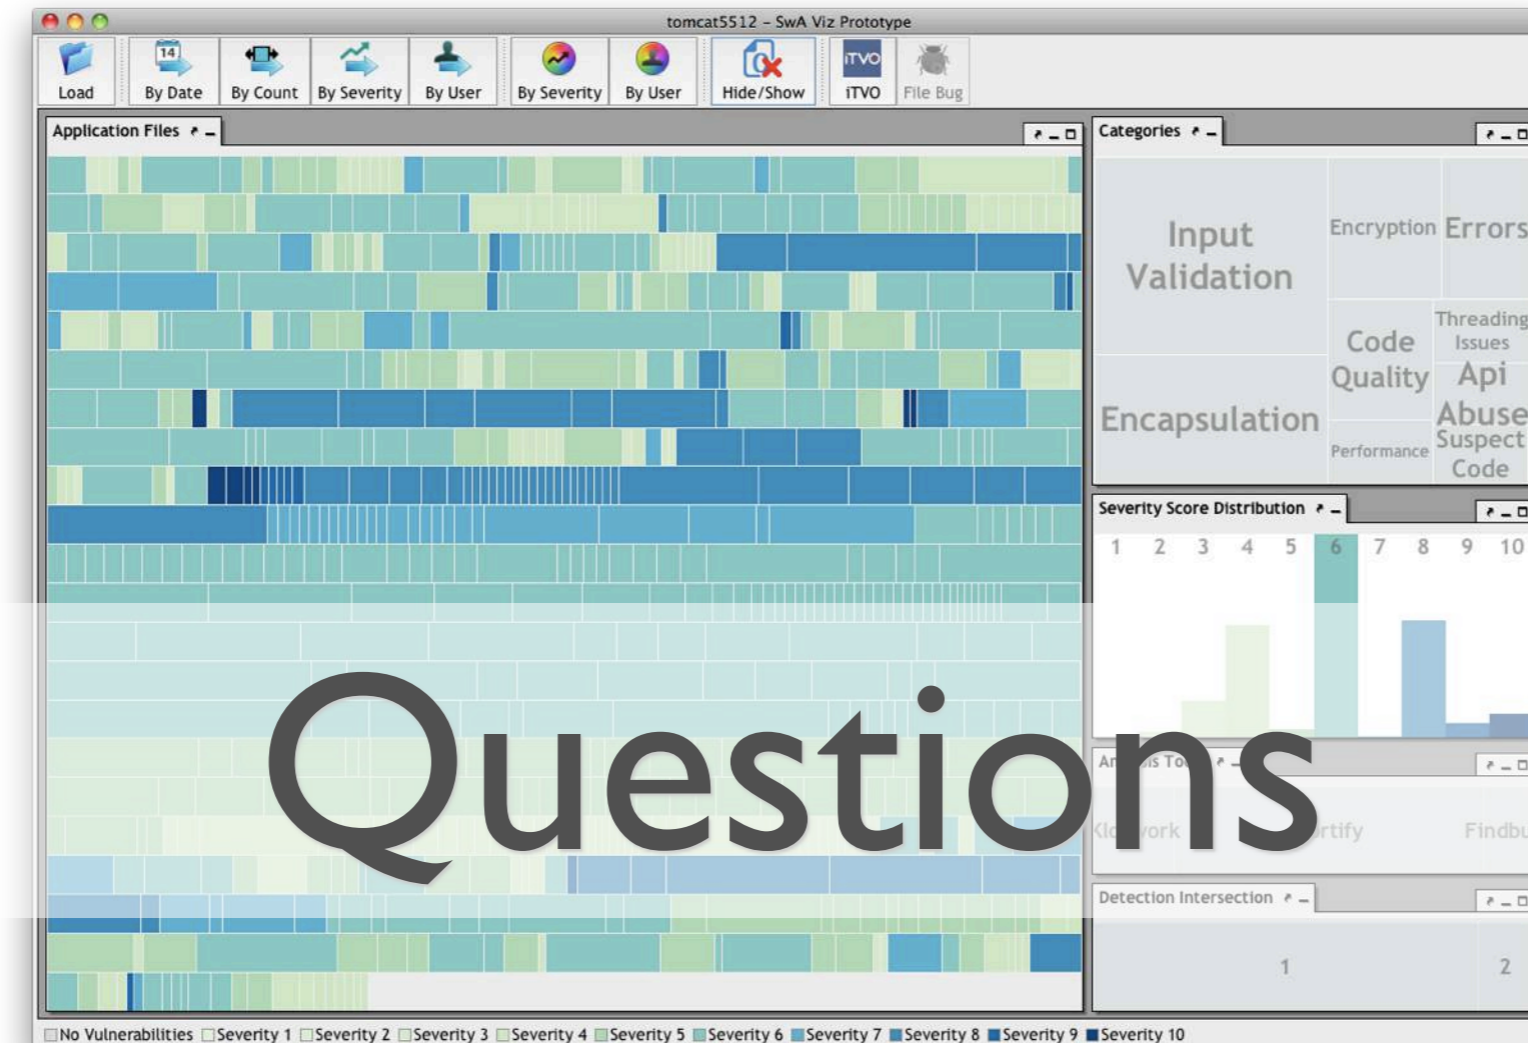 tomcat5512 - SwA Viz Prototype
14
iTVO
Load By Date By Count By Severity By User By Severity By User Hide/Show iTVO File Bug
Application Files
Categories
Input
Validation
Encryption
Errors
Code
Quality
Threading
Issues
Api
Abuse
Encapsulation
Performance
Suspect
Code
Severity Score Distribution
1 2 3 4 5 6 7 8 9 10
Questions
Detection Intersection
1 2
No Vulnerabilities Severity 1 Severity 2 Severity 3 Severity 4 Severity 5 Severity 6 Severity 7 Severity 8 Severity 9 Severity 10